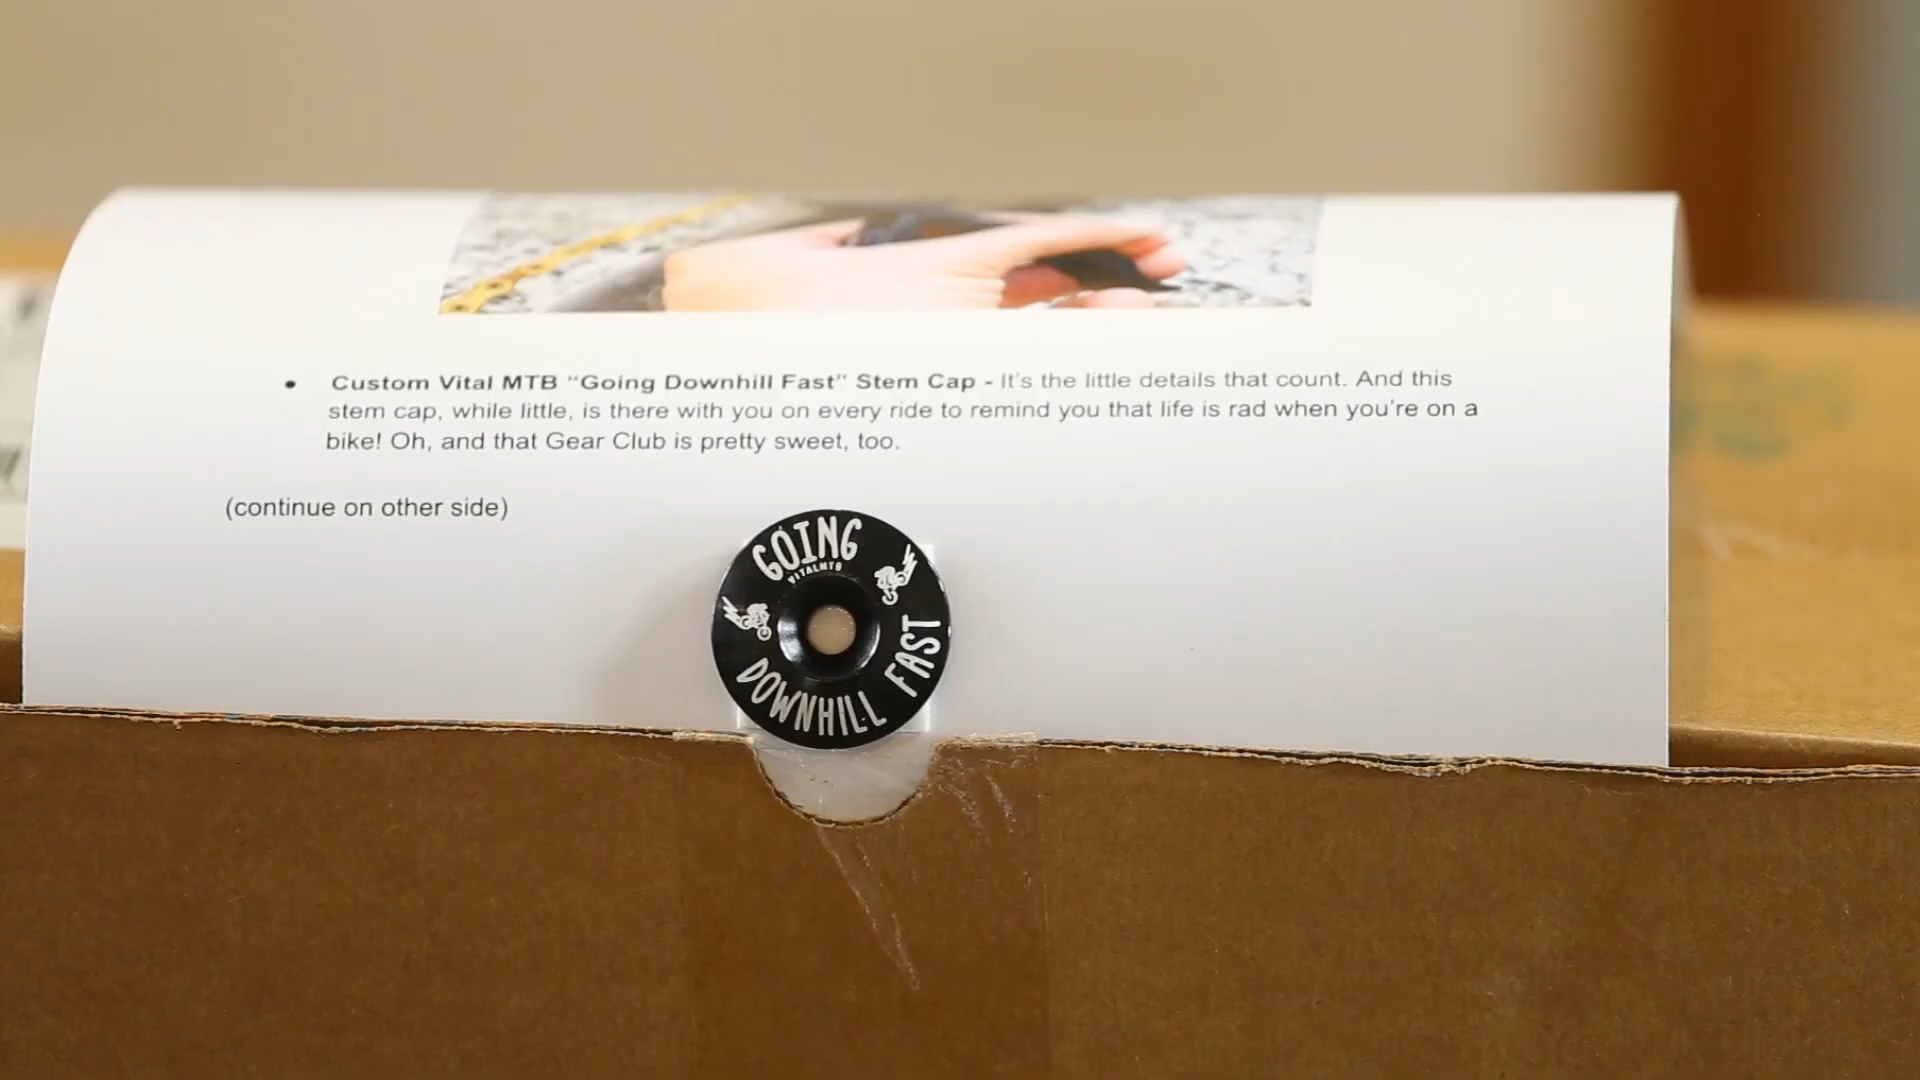 • Custom Vital MTB “Going Downhill Fast” Stem Cap - It’s the little details that count. And this
stem cap, while little, is there with you on every ride to remind you that life is rad when you’re on a
bike! Oh, and that Gear Club is pretty sweet, too.
(continue on other side)
GOING
VITALMTB
DOWNHILL FAST